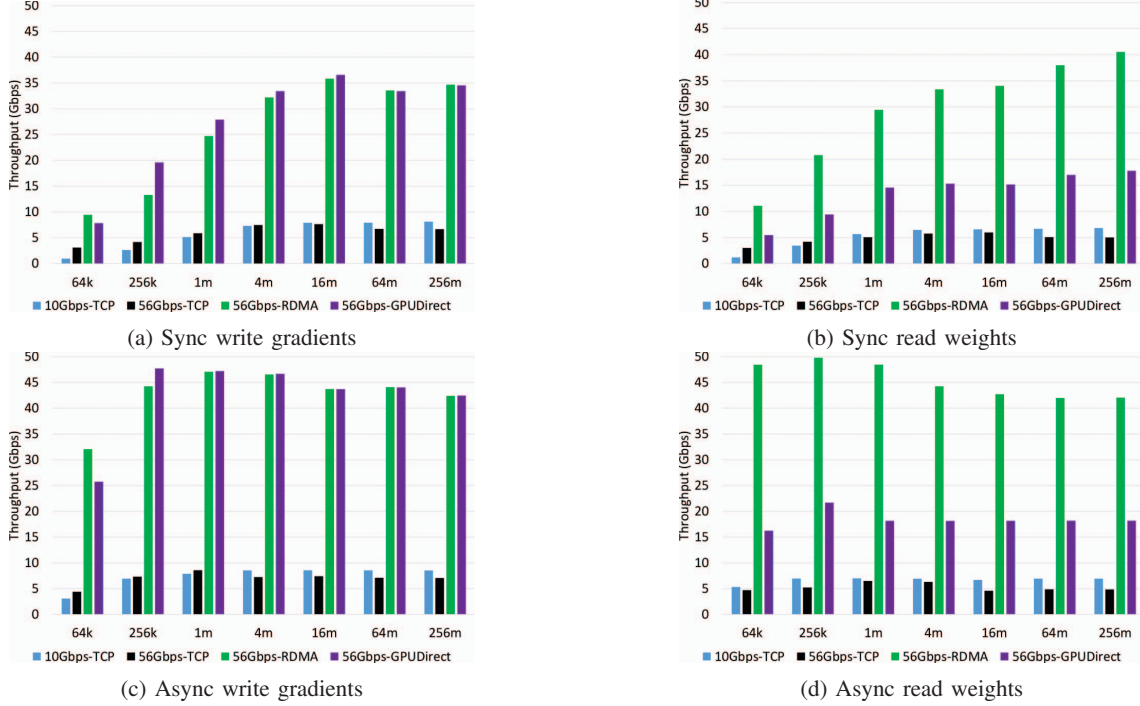 50
45
40
35
30
25
20
15
10
5
0
Throughput (Gbps)
64k 256k 1m 4m 16m 64m 256m
10Gbps-TCP 56Gbps-TCP 56Gbps-RDMA 56Gbps-GPUDirect
(a) Sync write gradients
50
45
40
35
30
25
20
15
10
5
0
Throughput (Gbps)
64k 256k 1m 4m 16m 64m 256m
10Gbps-TCP 56Gbps-TCP 56Gbps-RDMA 56Gbps-GPUDirect
(b) Sync read weights
50
45
40
35
30
25
20
15
10
5
0
Throughput (Gbps)
64k 256k 1m 4m 16m 64m 256m
10Gbps-TCP 56Gbps-TCP 56Gbps-RDMA 56Gbps-GPUDirect
(c) Async write gradients
50
45
40
35
30
25
20
15
10
5
0
Throughput (Gbps)
64k 256k 1m 4m 16m 64m 256m
10Gbps-TCP 56Gbps-TCP 56Gbps-RDMA 56Gbps-GPUDirect
(d) Async read weights